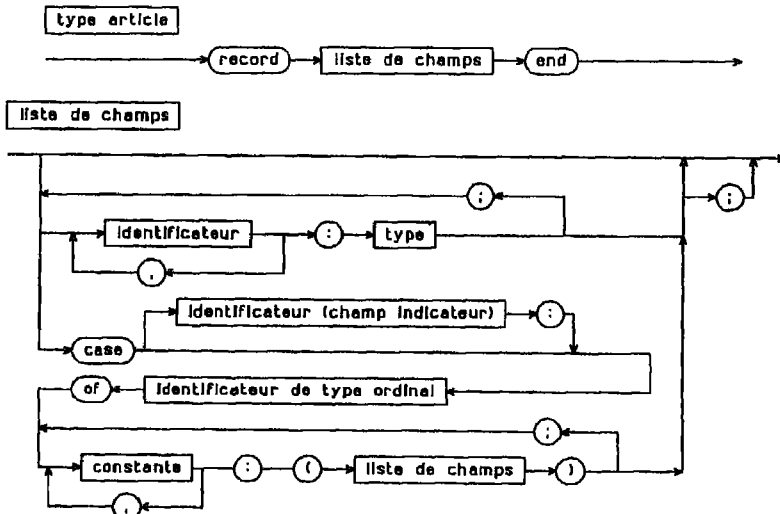 type article
record liste de champs end
liste de champs
;
;
identificateur : type
,
identificateur (champ indicateur) :
case
of identificateur de type ordinal
;
constante : ( liste de champs )
,